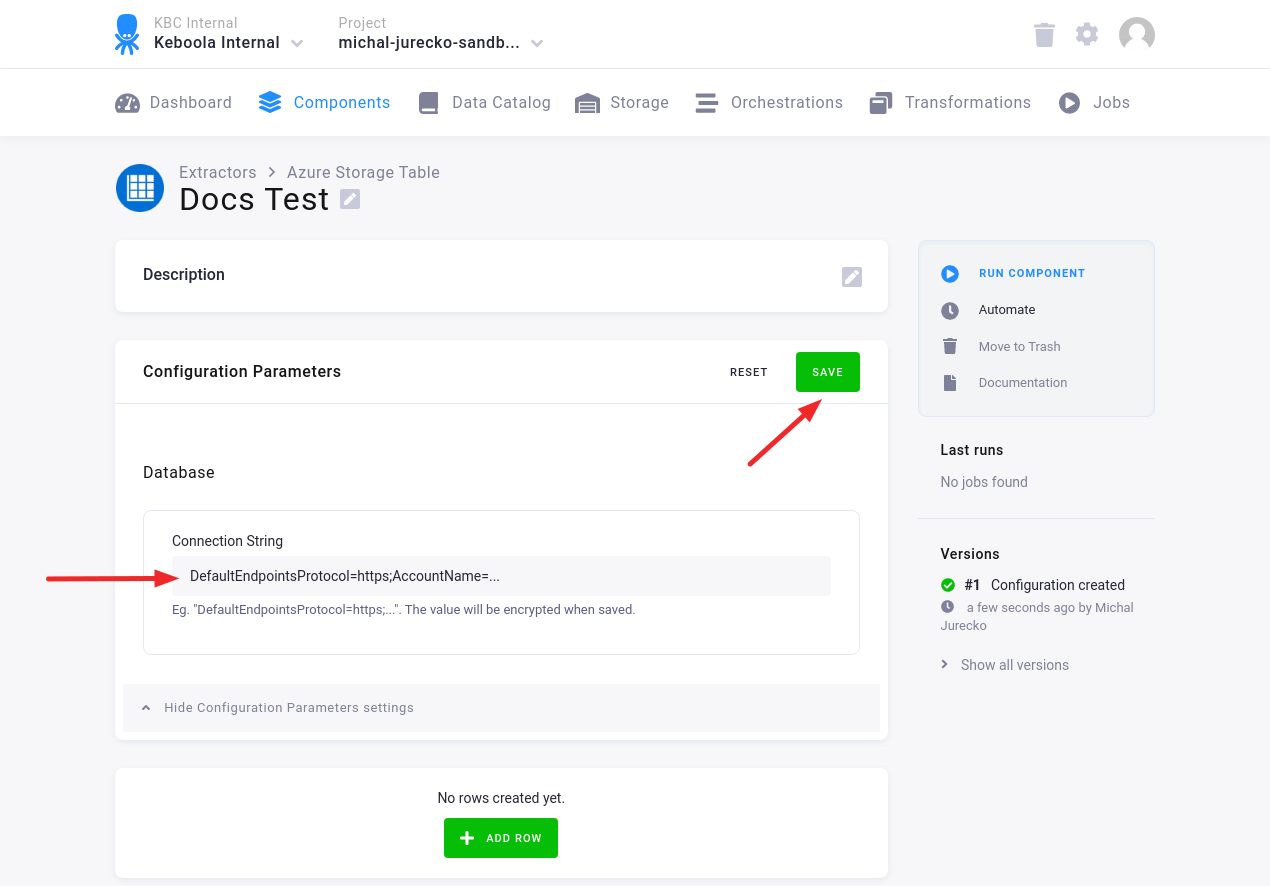 KBC Internal
Keboola Internal
Project
michal-jurecko-sandb...
Dashboard
Components
Data Catalog
Storage
Orchestrations
Transformations
Jobs
Extractors
Azure Storage Table
Docs Test
Description
Configuration Parameters
RESET
SAVE
Database
Connection String
DefaultEndpointsProtocol=https;AccountName=...
Eg. "DefaultEndpointsProtocol=https;...". The value will be encrypted when saved.
Hide Configuration Parameters settings
No rows created yet.
ADD ROW
RUN COMPONENT
Automate
Move to Trash
Documentation
Last runs
No jobs found
Versions
#1 Configuration created
a few seconds ago by Michal
Jurecko
Show all versions